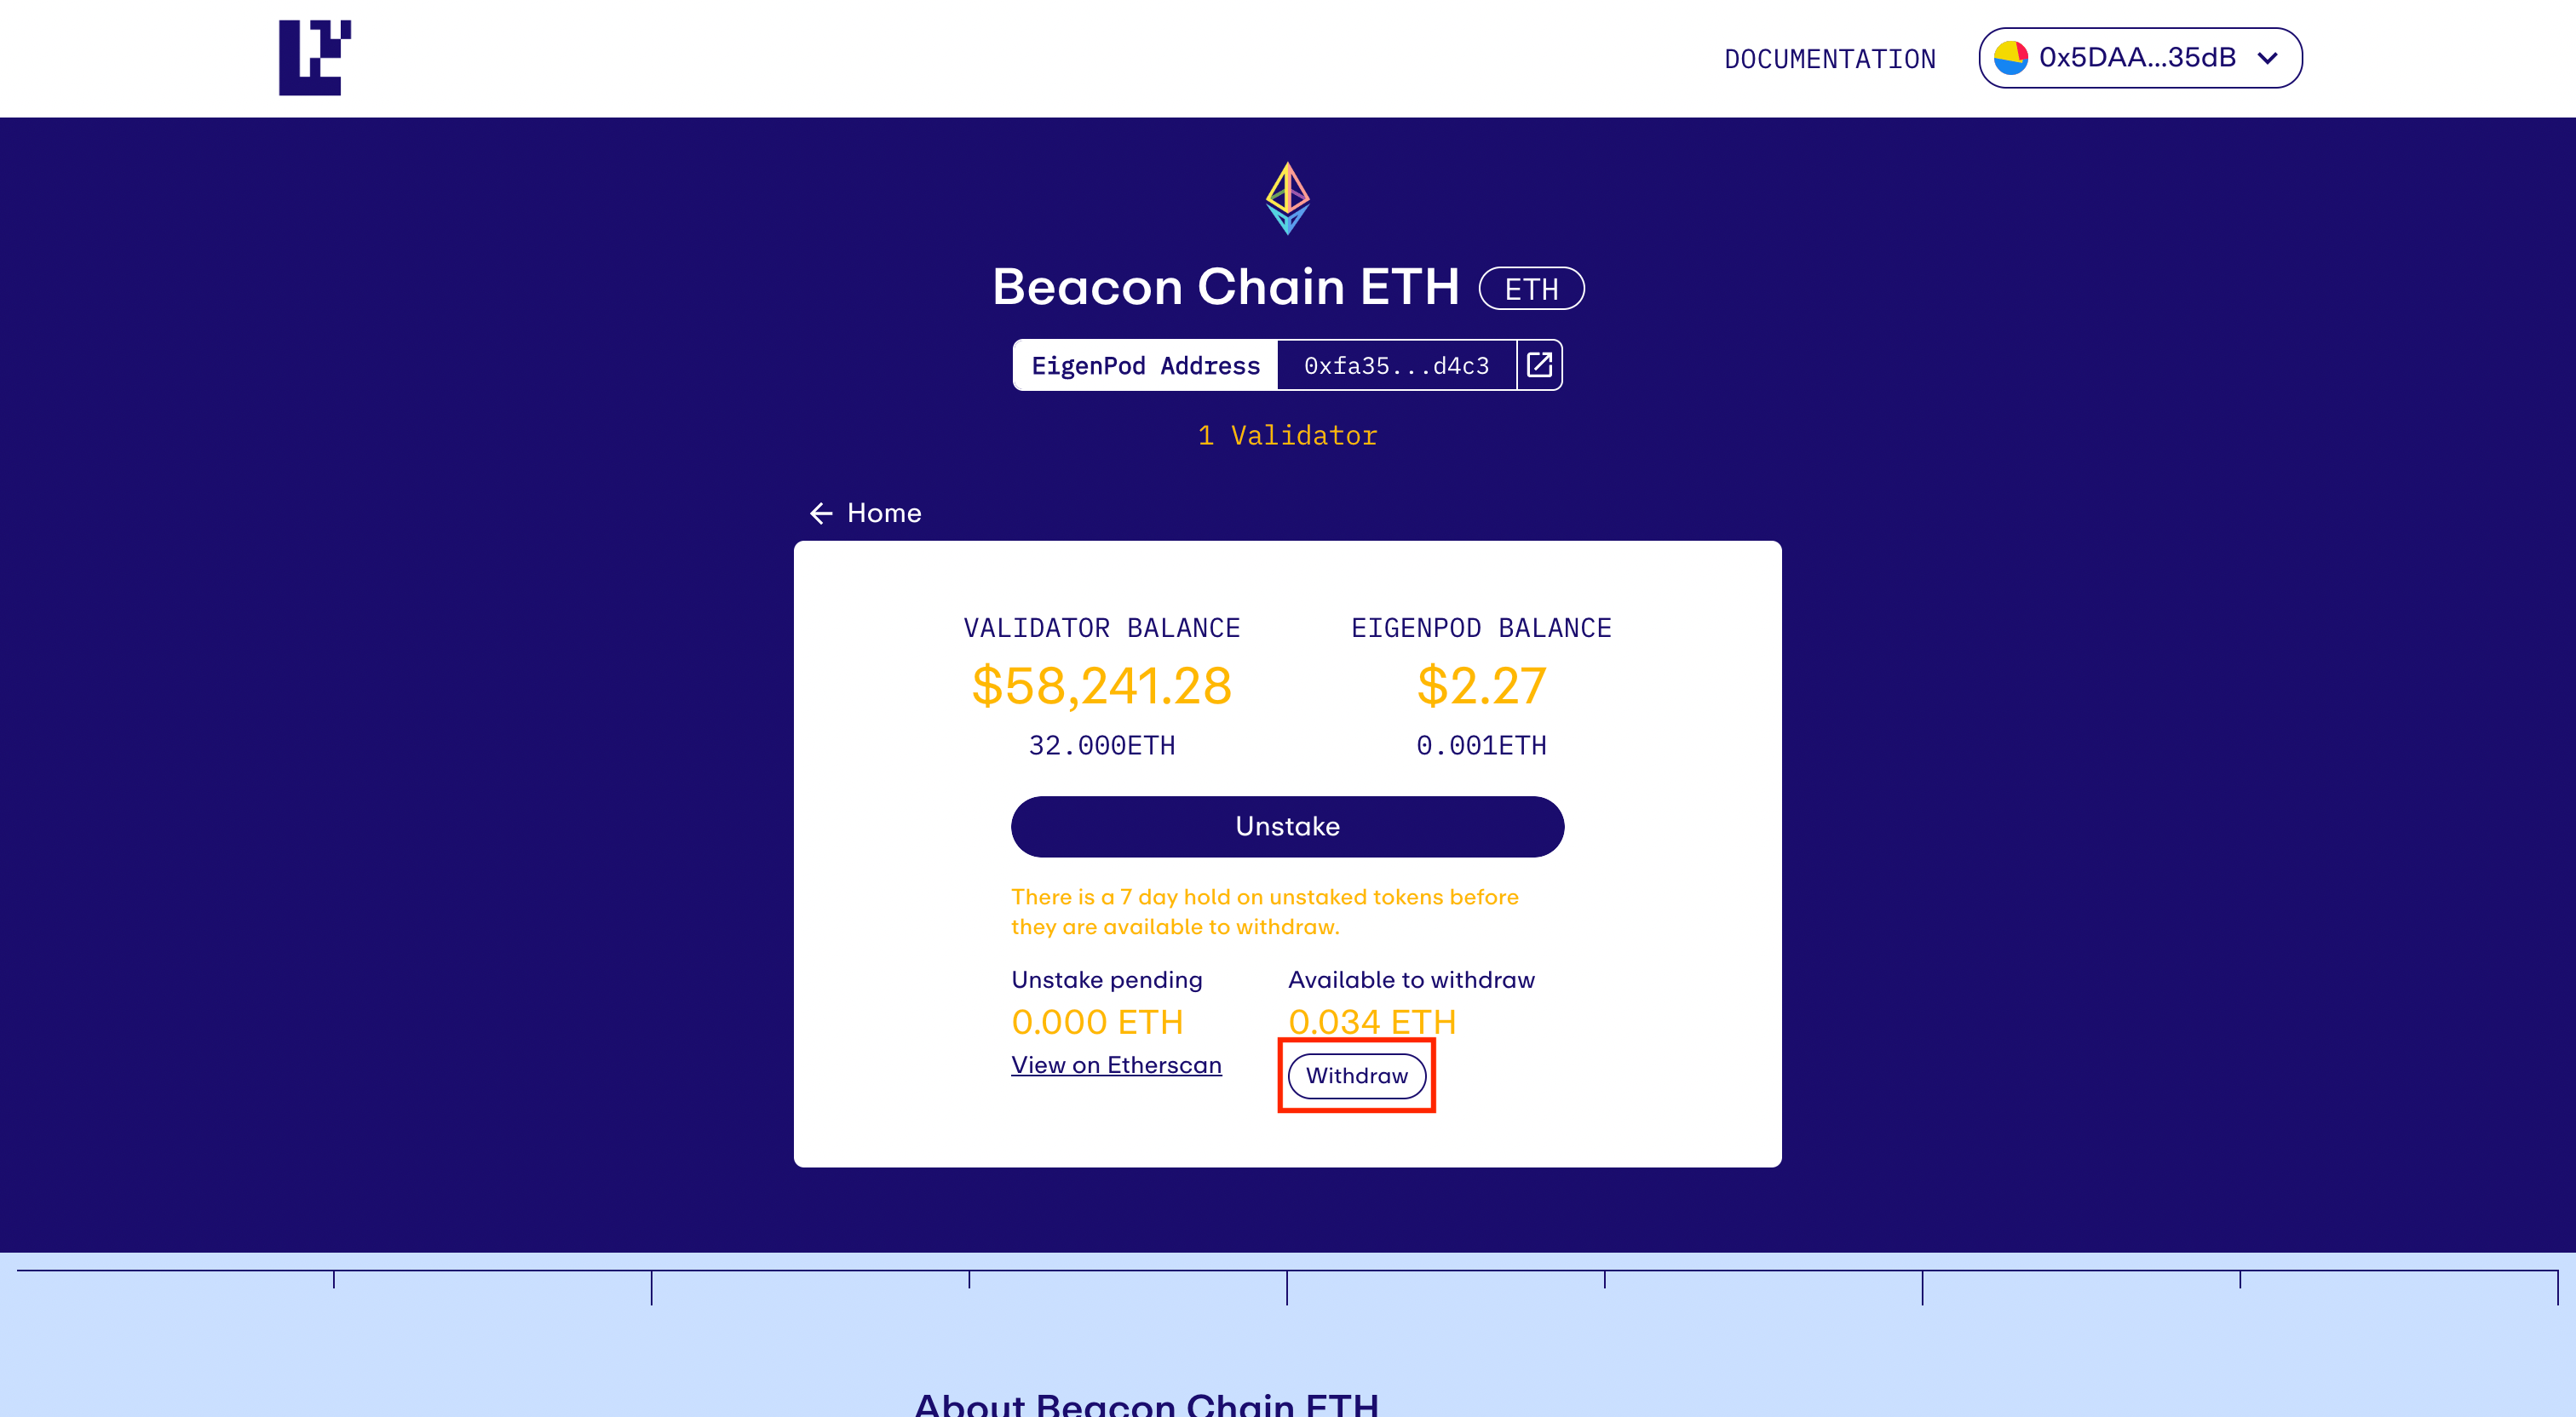 DOCUMENTATION
0x5DAA...35dB
Beacon Chain ETH
ETH
EigenPod Address
0xfa35...d4c3
1 Validator
Home
VALIDATOR BALANCE
EIGENPOD BALANCE
$58,241.28
$2.27
32.000ETH
0.001ETH
Unstake
There is a 7 day hold on unstaked tokens before
they are available to withdraw.
Unstake pending
Available to withdraw
0.000 ETH
0.034 ETH
View on Etherscan
Withdraw
About Beacon Chain ETH